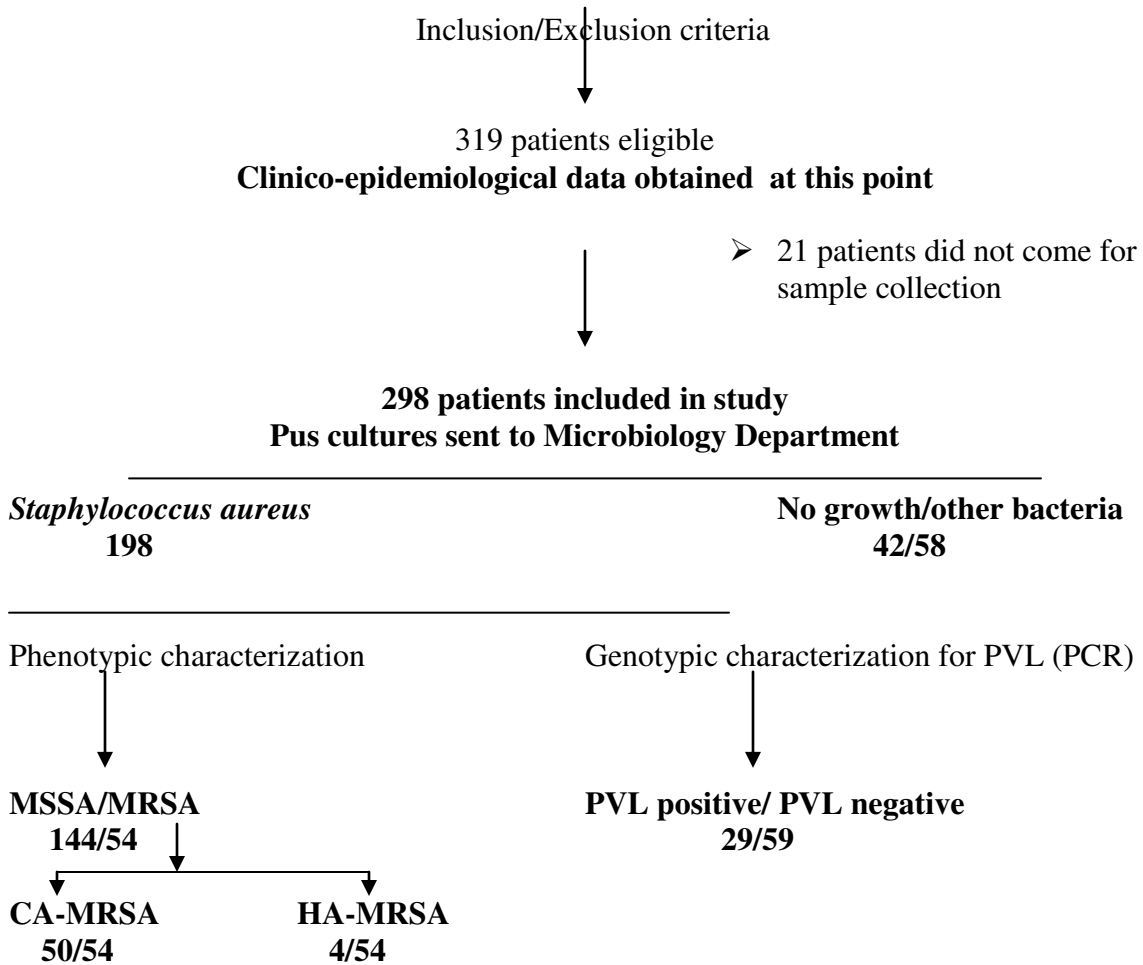 Inclusion/Exclusion criteria
319 patients eligible
Clinico-epidemiological data obtained at this point
➢ 21 patients did not come for
sample collection
298 patients included in study
Pus cultures sent to Microbiology Department
Staphylococcus aureus No growth/other bacteria
198 42/58
Phenotypic characterization Genotypic characterization for PVL (PCR)
MSSA/MRSA PVL positive/ PVL negative
144/54 29/59
CA-MRSA HA-MRSA
50/54 4/54